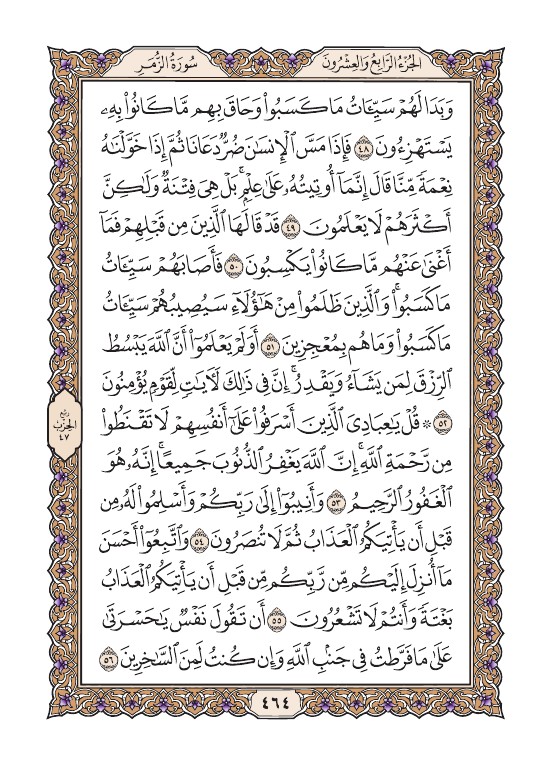 الجزء الرابع والعشرون
سورة الزمر
وَبَدَا لَهُمْ سَيِّـَٔاتُ مَا كَسَبُوا۟ وَحَاقَ بِهِم مَّا كَانُوا۟ بِهِۦ
يَسْتَهْزِءُونَ ٤٨ فَإِذَا مَسَّ ٱلْإِنسَٰنَ ضُرٌّ دَعَانَا ثُمَّ إِذَا خَوَّلْنَٰهُ
نِعْمَةً مِّنَّا قَالَ إِنَّمَآ أُوتِيتُهُۥ عَلَىٰ عِلْمٍۭ ۚ بَلْ هِىَ فِتْنَةٌ وَلَٰكِنَّ
أَكْثَرَهُمْ لَا يَعْلَمُونَ ٤٩ قَدْ قَالَهَا ٱلَّذِينَ مِن قَبْلِهِمْ فَمَآ
أَغْنَىٰ عَنْهُم مَّا كَانُوا۟ يَكْسِبُونَ ٥٠ فَأَصَابَهُمْ سَيِّـَٔاتُ
مَا كَسَبُوا۟ ۚ وَٱلَّذِينَ ظَلَمُوا۟ مِنْ هَٰٓؤُلَآءِ سَيُصِيبُهُمْ سَيِّـَٔاتُ
مَا كَسَبُوا۟ وَمَا هُم بِمُعْجِزِينَ ٥١ أَوَلَمْ يَعْلَمُوٓا۟ أَنَّ ٱللَّهَ يَبْسُطُ
ٱلرِّزْقَ لِمَن يَشَآءُ وَيَقْدِرُ ۚ إِنَّ فِى ذَٰلِكَ لَءَايَٰتٍ لِّقَوْمٍ يُؤْمِنُونَ
٥٢ ۞ قُلْ يَٰعِبَادِىَ ٱلَّذِينَ أَسْرَفُوا۟ عَلَىٰٓ أَنفُسِهِمْ لَا تَقْنَطُوا۟
مِن رَّحْمَةِ ٱللَّهِ ۚ إِنَّ ٱللَّهَ يَغْفِرُ ٱلذُّنُوبَ جَمِيعًا ۚ إِنَّهُۥ هُوَ
ٱلْغَفُورُ ٱلرَّحِيمُ ٥٣ وَأَنِيبُوٓا۟ إِلَىٰ رَبِّكُمْ وَأَسْلِمُوا۟ لَهُۥ مِن
قَبْلِ أَن يَأْتِيَكُمُ ٱلْعَذَابُ ثُمَّ لَا تُنصَرُونَ ٥٤ وَٱتَّبِعُوٓا۟ أَحْسَنَ
مَآ أُنزِلَ إِلَيْكُم مِّن رَّبِّكُم مِّن قَبْلِ أَن يَأْتِيَكُمُ ٱلْعَذَابُ
بَغْتَةً وَأَنتُمْ لَا تَشْعُرُونَ ٥٥ أَن تَقُولَ نَفْسٌ يَٰحَسْرَتَىٰ
عَلَىٰ مَا فَرَّطتُ فِى جَنۢبِ ٱللَّهِ وَإِن كُنتُ لَمِنَ ٱلسَّٰخِرِينَ ٥٦
ربع
الحزب
٤٧
٤٦٤